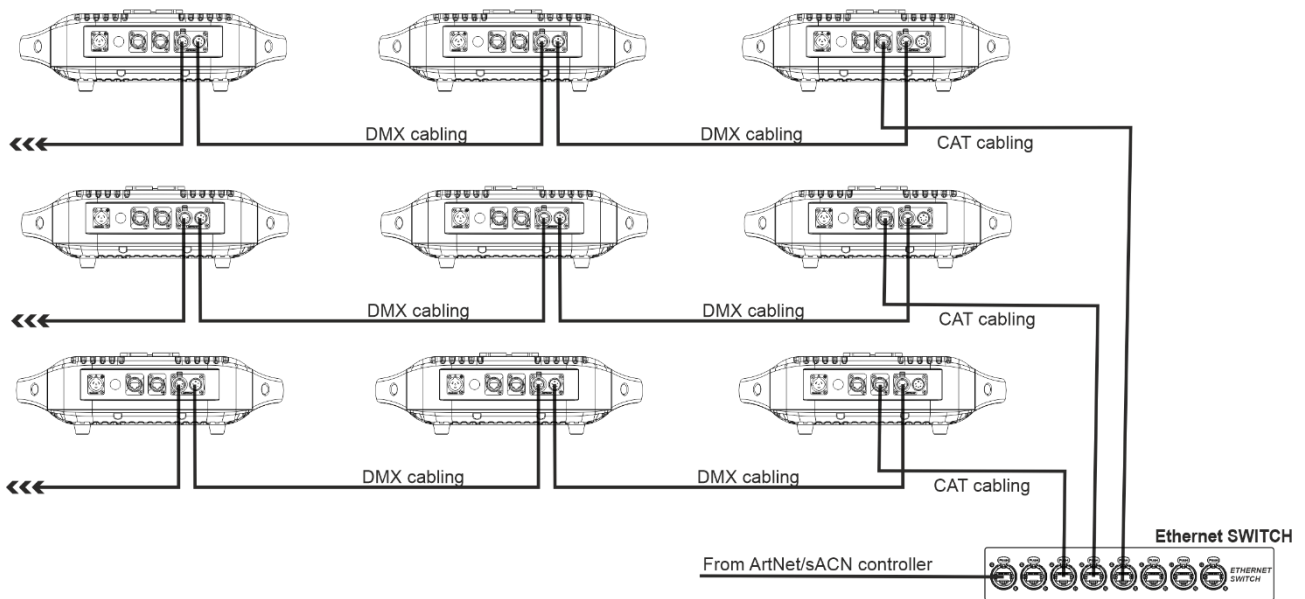 DMX cabling
DMX cabling
CAT cabling
DMX cabling
DMX cabling
CAT cabling
DMX cabling
DMX cabling
CAT cabling
Ethernet SWITCH
From ArtNet/sACN controller
ETHERNET
SWITCH